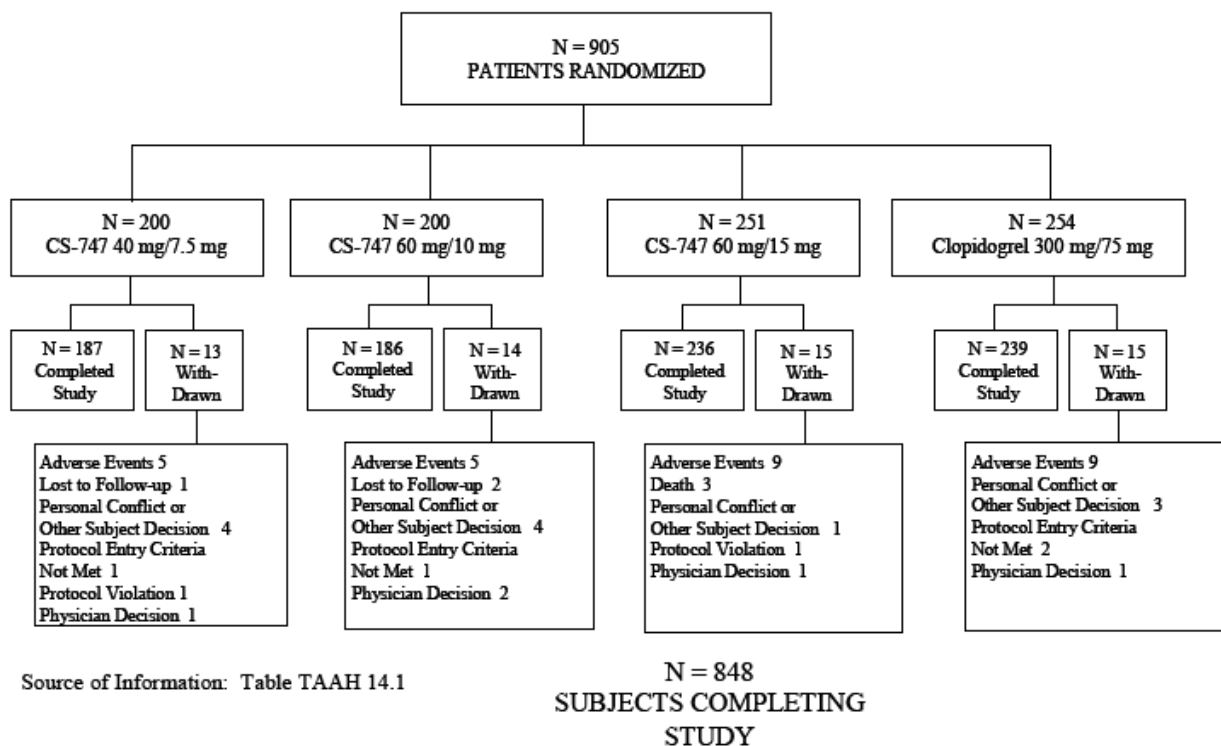 N = 905
PATIENTS RANDOMIZED
N = 200
CS-747 40 mg/7.5 mg
N = 200
CS-747 60 mg/10 mg
N = 251
CS-747 60 mg/15 mg
N = 254
Clopidogrel 300 mg/75 mg
N = 187
Completed
Study
N = 13
With-
Drawn
N = 186
Completed
Study
N = 14
With-
Drawn
N = 236
Completed
Study
N = 15
With-
Drawn
N = 239
Completed
Study
N = 15
With-
Drawn
Adverse Events 5
Lost to Follow-up 1
Personal Conflict or
Other Subject Decision 4
Protocol Entry Criteria
Not Met 1
Protocol Violation 1
Physician Decision 1
Adverse Events 5
Lost to Follow-up 2
Personal Conflict or
Other Subject Decision 4
Protocol Entry Criteria
Not Met 1
Physician Decision 2
Adverse Events 9
Death 3
Personal Conflict or
Other Subject Decision 1
Protocol Violation 1
Physician Decision 1
Adverse Events 9
Personal Conflict or
Other Subject Decision 3
Protocol Entry Criteria
Not Met 2
Physician Decision 1
Source of Information: Table TAAH 14.1
N = 848
SUBJECTS COMPLETING
STUDY